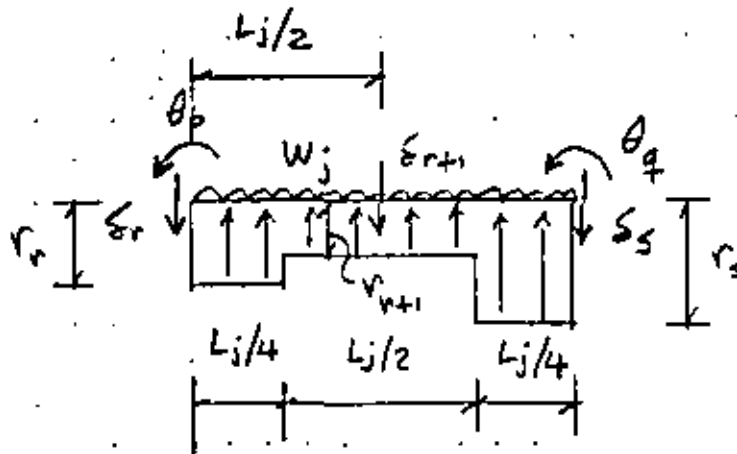 Lj/2
θp
Wj
δr+1
θq
rr
δr
δs
rs
rr+1
Lj/4
Lj/2
Lj/4